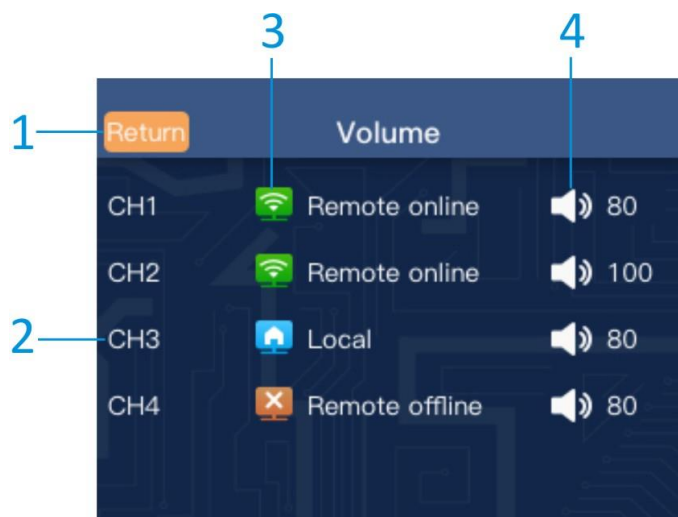 3 4
1 Return Volume
CH1 Remote online 80
CH2 Remote online 100
2 CH3 Local 80
CH4 Remote offline 80